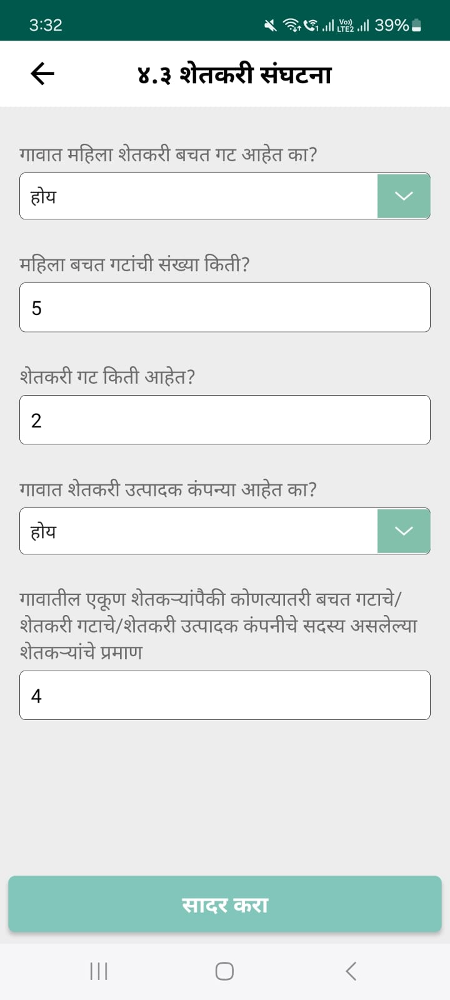 3:32
Vo)) LTE2 39%
४.३ शेतकरी संघटना
गावात महिला शेतकरी बचत गट आहेत का?
होय
महिला बचत गटांची संख्या किती?
5
शेतकरी गट किती आहेत?
2
गावात शेतकरी उत्पादक कंपन्या आहेत का?
होय
गावातील एकूण शेतकऱ्यांपैकी कोणत्यातरी बचत गटाचे/
शेतकरी गटाचे/शेतकरी उत्पादक कंपनीचे सदस्य असलेल्या
शेतकऱ्यांचे प्रमाण
4
सादर करा